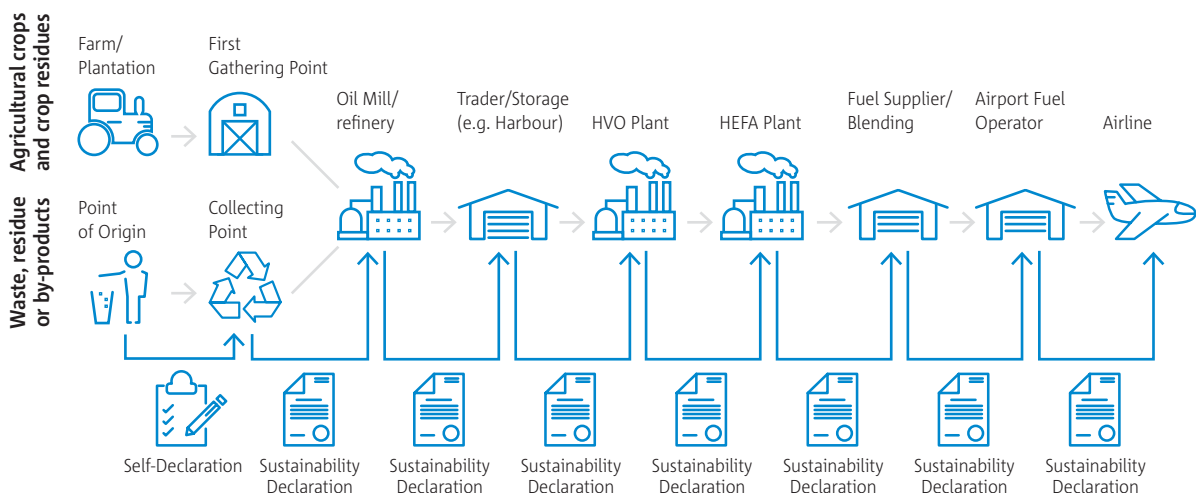 Agricultural crops
and crop residues
Farm/
Plantation
First
Gathering Point
Oil Mill/
refinery
Trader/Storage
(e.g. Harbour)
HVO Plant
HEFA Plant
Fuel Supplier/
Blending
Airport Fuel
Operator
Airline
Waste, residue
or by-products
Point
of Origin
Collecting
Point
Self-Declaration
Sustainability
Declaration
Sustainability
Declaration
Sustainability
Declaration
Sustainability
Declaration
Sustainability
Declaration
Sustainability
Declaration
Sustainability
Declaration